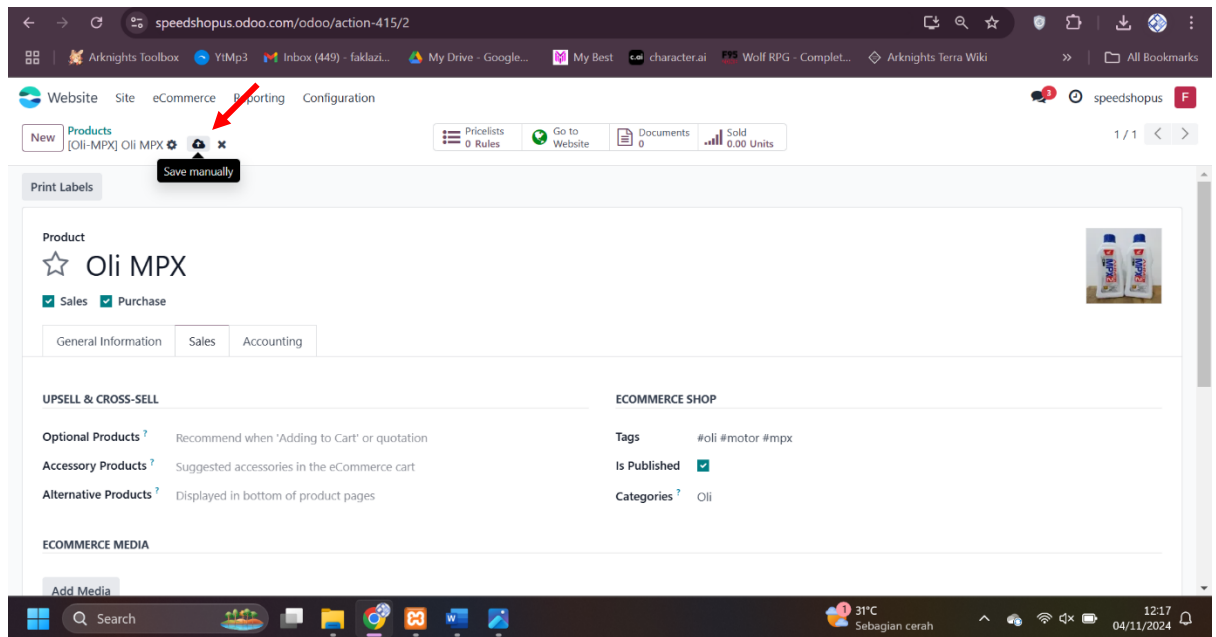 speedshopus.odoo.com/odoo/action-415/2
Arknights Toolbox YtMp3 Inbox (449) - faklazi... My Drive - Google... My Best c.ai character.ai F95 Wolf RPG - Complet... Arknights Terra Wiki » All Bookmarks
Website Site eCommerce Reporting Configuration 3 speedshopus F
New Products
[Oli-MPX] Oli MPX
Pricelists
0 Rules
Go to
Website
Documents
0
Sold
0.00 Units
1 / 1
Save manually
Print Labels
Product
Oli MPX
Sales Purchase
General Information Sales Accounting
UPSELL & CROSS-SELL
Optional Products ? Recommend when 'Adding to Cart' or quotation
Accessory Products ? Suggested accessories in the eCommerce cart
Alternative Products ? Displayed in bottom of product pages
ECOMMERCE SHOP
Tags #oli #motor #mpx
Is Published
Categories ? Oli
ECOMMERCE MEDIA
Add Media
Search
1
31°C
Sebagian cerah
12:17
04/11/2024